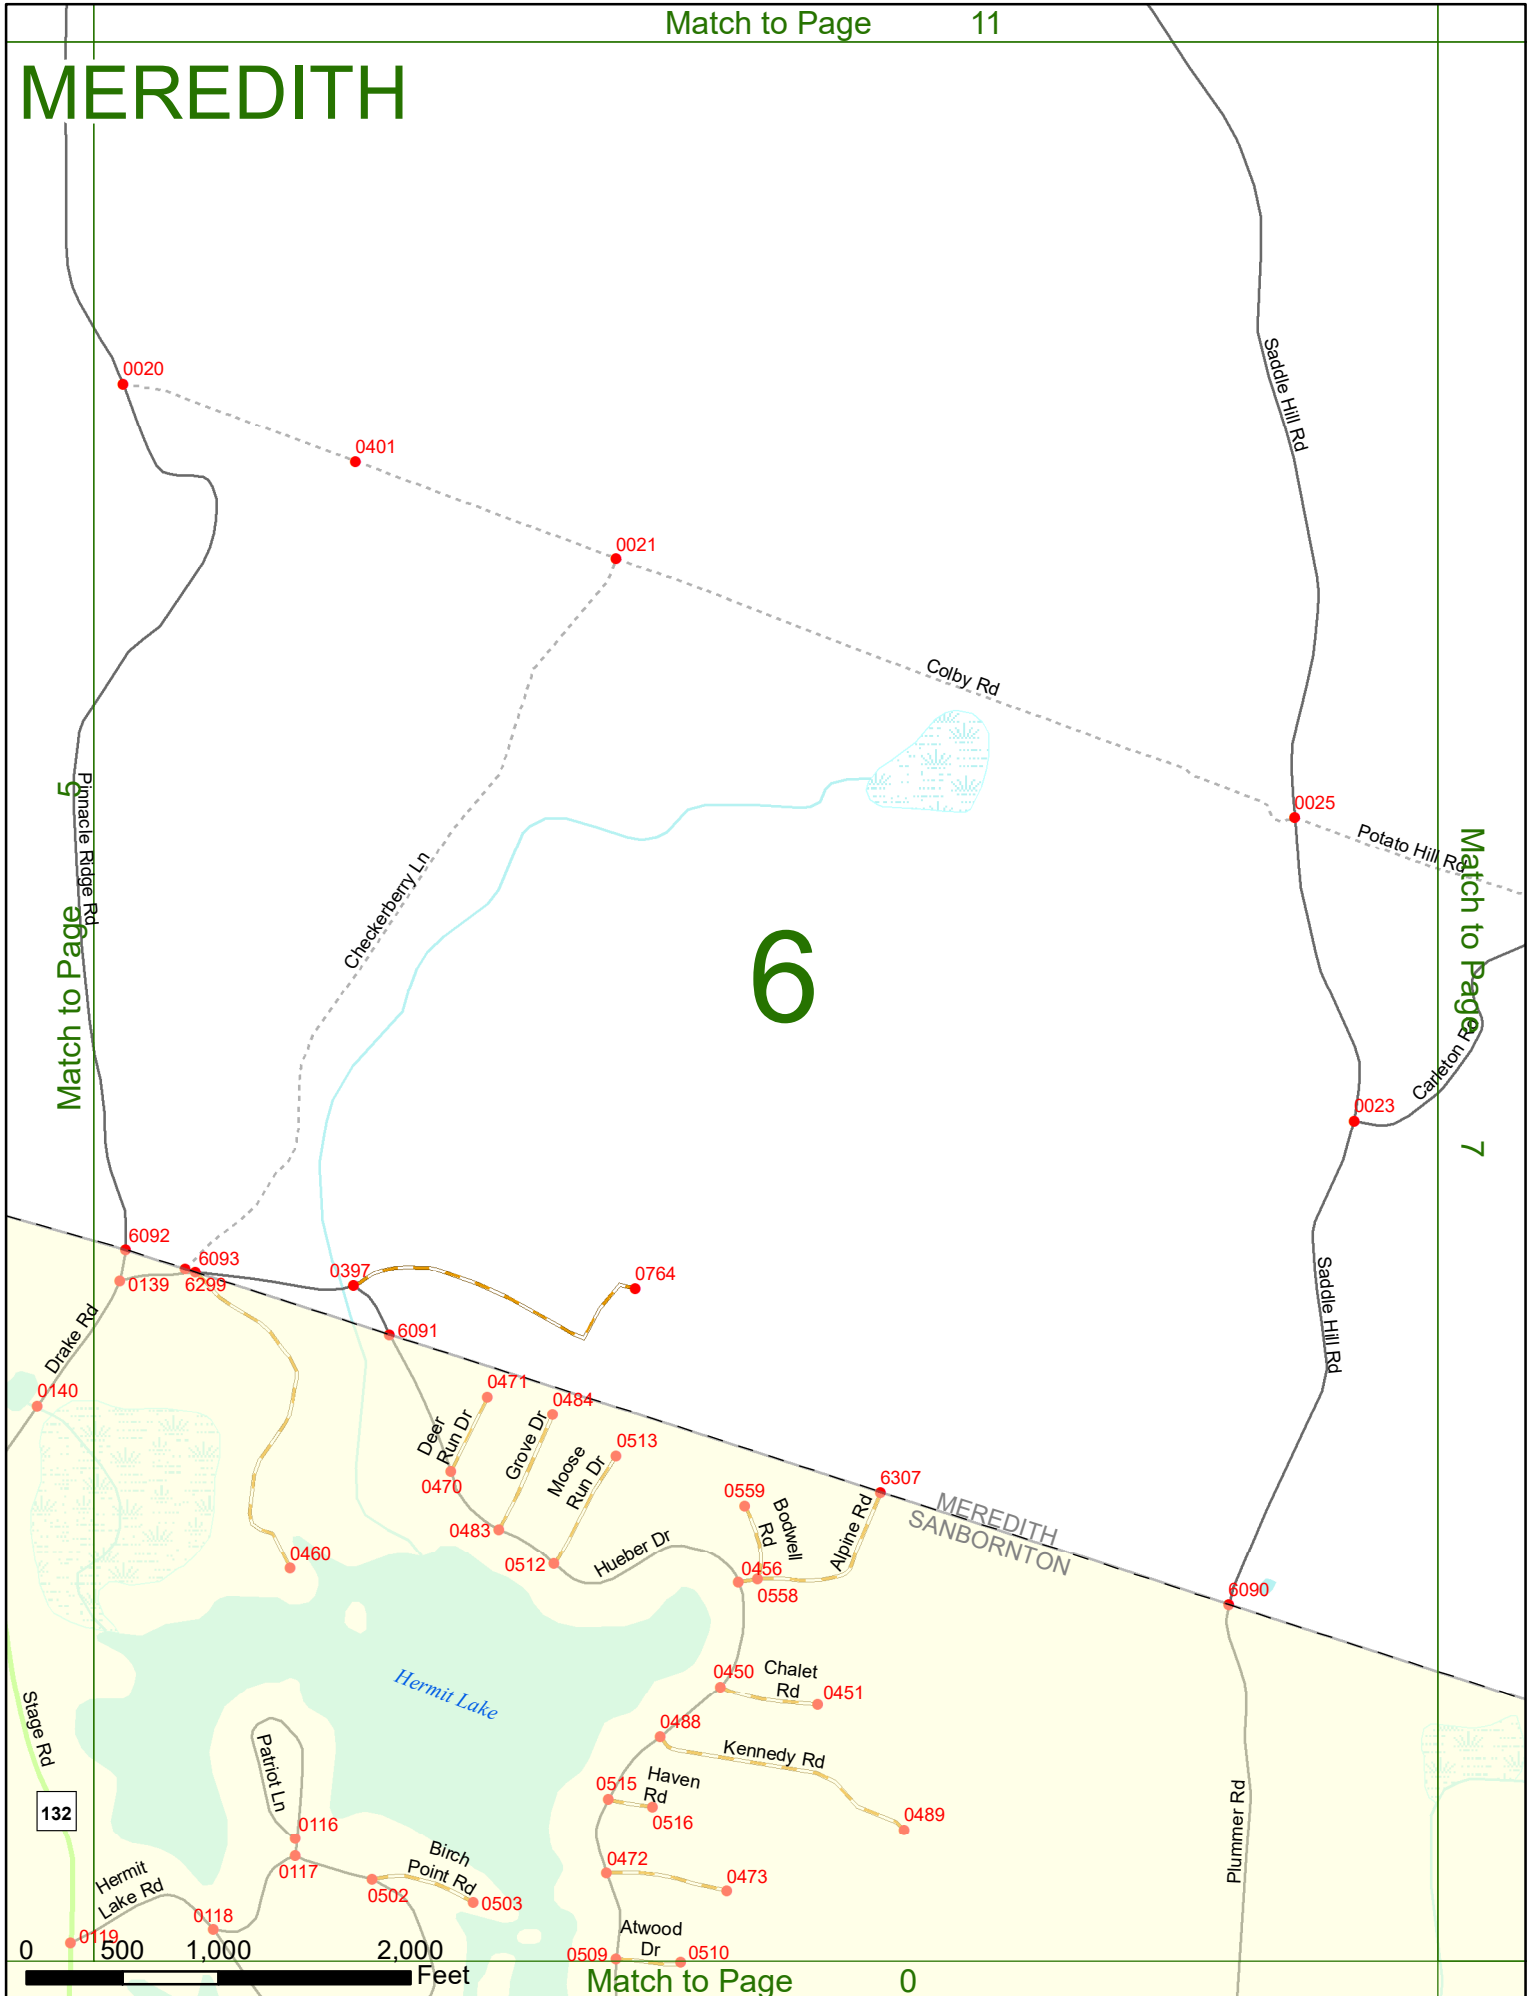 Match to Page 11
MEREDITH
0020
0401
0021
Saddle Hill Rd
Colby Rd
0025
Potato Hill Rd
Match to Page 5
Pinnacle Ridge Rd
Checkerberry Ln
6
Match to Page 7
Carleton Rd
0023
6092
6093
0139
6299
0397
0764
6091
Saddle Hill Rd
Drake Rd
0140
0471
0484
Deer
Run Dr
Grove Dr
Moose
Run Dr
0513
0470
0483
0512
0460
Hueber Dr
0559
Bodwell
Rd
Alpine Rd
6307
MEREDITH
SANBORNTON
0456
0558
6090
Hermit Lake
0450
Chalet
Rd
0451
0488
Kennedy Rd
0489
0515
Haven
Rd
0516
Stage Rd
132
Patriot Ln
0116
0117
Birch
Point Rd
0502
0503
0472
0473
Plummer Rd
Hermit
Lake Rd
0118
0119
Atwood
Dr
0509
0510
0 500 1,000 2,000
Feet
Match to Page 0